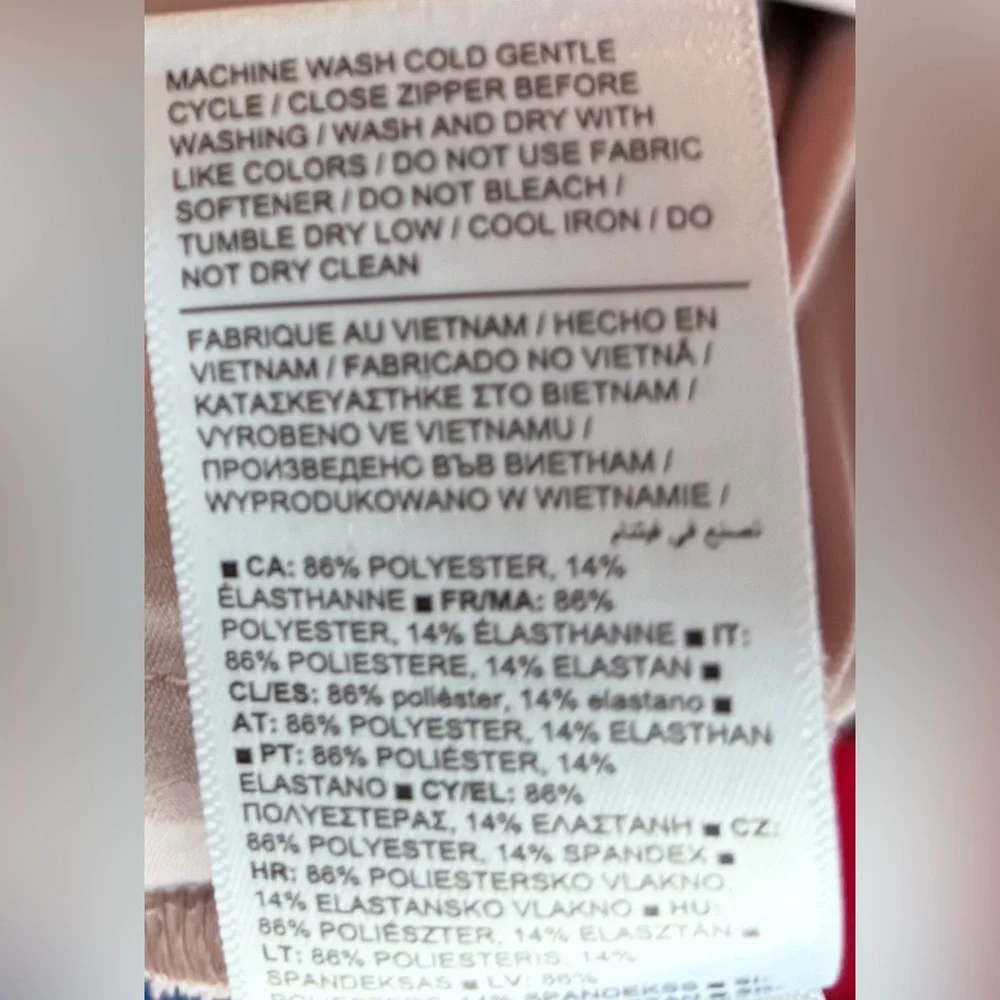 MACHINE WASH COLD GENTLE
CYCLE / CLOSE ZIPPER BEFORE
WASHING / WASH AND DRY WITH
LIKE COLORS / DO NOT USE FABRIC
SOFTENER / DO NOT BLEACH /
TUMBLE DRY LOW / COOL IRON / DO
NOT DRY CLEAN
FABRIQUE AU VIETNAM / HECHO EN
VIETNAM / FABRICADO NO VIETNÃ /
ΚΑΤΑΣΚΕΥΑΣΤΗΚΕ ΣΤΟ ΒΙΕΤΝΑΜ /
VYROBENO VE VIETNAMU /
ПРОИЗВЕДЕНО ВЪВ ВИЕТНАМ /
WYPRODUKOWANO W WIETNAMIE /
تصنع في فيتنام
■ CA: 86% POLYESTER, 14%
ÉLASTHANNE ■ FR/MA: 86%
POLYESTER, 14% ÉLASTHANNE ■ IT:
86% POLIESTERE, 14% ELASTAN ■
CL/ES: 86% poliéster, 14% elastano ■
AT: 86% POLYESTER, 14% ELASTHAN
■ PT: 86% POLIÉSTER, 14%
ELASTANO ■ CY/EL: 86%
ΠΟΛΥΕΣΤΕΡΑΣ, 14% ΕΛΑΣΤΑΝΗ ■ CZ:
86% POLYESTER, 14% SPANDEX ■
HR: 86% POLIESTERSKO VLAKNO,
14% ELASTANSKO VLAKNO ■ HU:
86% POLIÉSZTER, 14% ELASZTÁN ■
LT: 86% POLIESTERIS, 14%
SPANDEKSAS ■ LV: 86%
14% SPANDEKSS ■